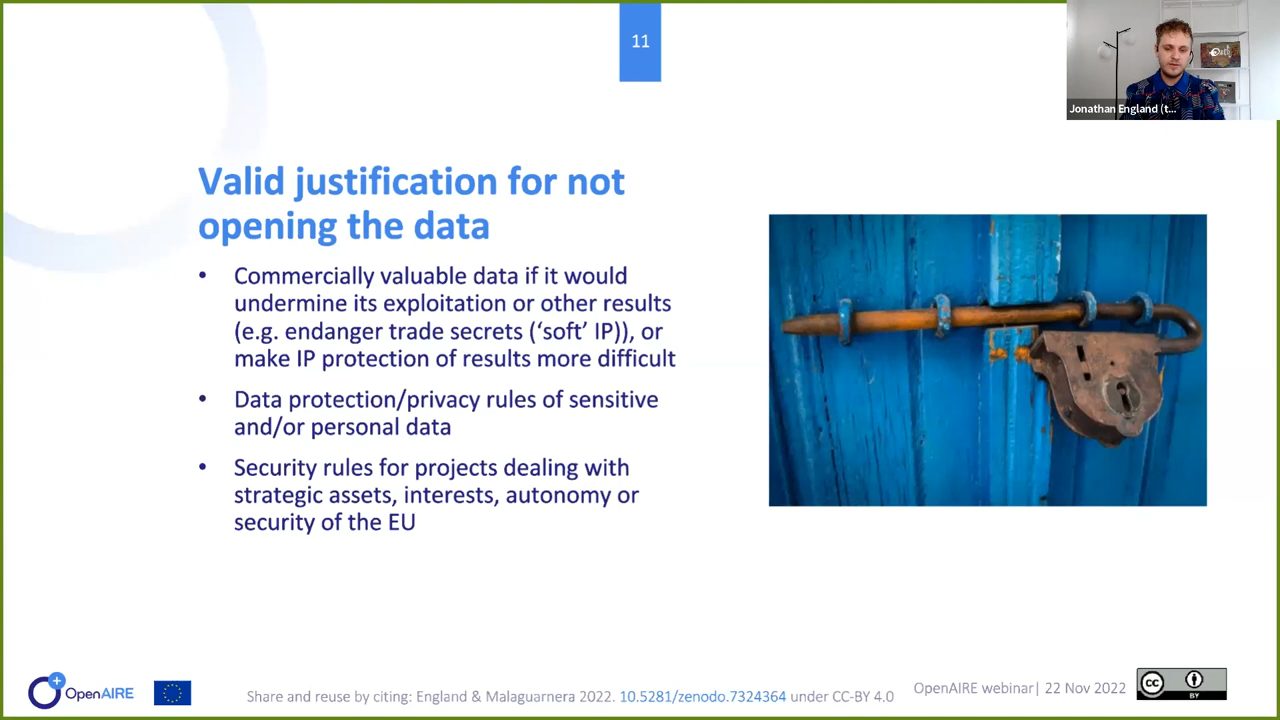 11
Jonathan England (t...
Valid justification for not
opening the data
• Commercially valuable data if it would
undermine its exploitation or other results
(e.g. endanger trade secrets (‘soft’ IP)), or
make IP protection of results more difficult
• Data protection/privacy rules of sensitive
and/or personal data
• Security rules for projects dealing with
strategic assets, interests, autonomy or
security of the EU
OpenAIRE
Share and reuse by citing: England & Malaguarnera 2022. 10.5281/zenodo.7324364 under CC-BY 4.0
OpenAIRE webinar| 22 Nov 2022
CC
BY